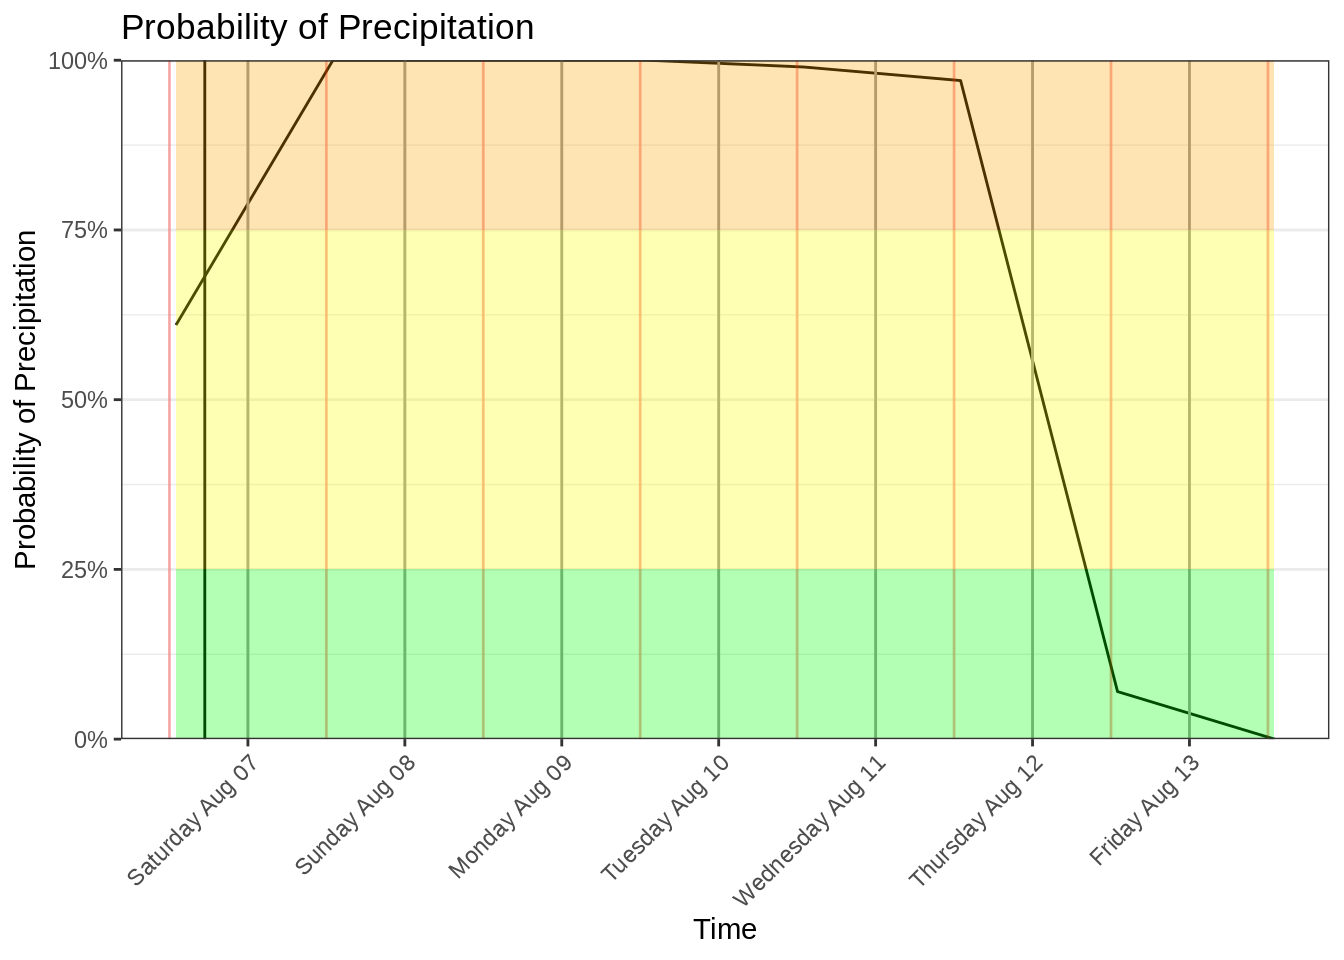 Probability of Precipitation
Probability of Precipitation
100%
75%
50%
25%
0%
Saturday Aug 07
Sunday Aug 08
Monday Aug 09
Tuesday Aug 10
Wednesday Aug 11
Thursday Aug 12
Friday Aug 13
Time